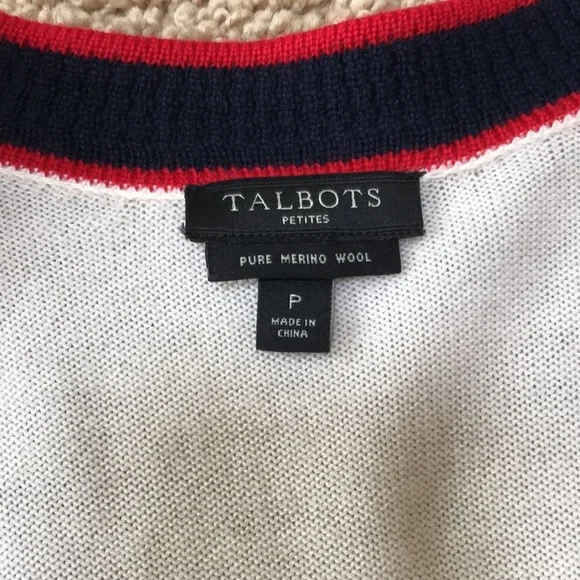 TALBOTS
PETITES
PURE MERINO WOOL
P
MADE IN
CHINA